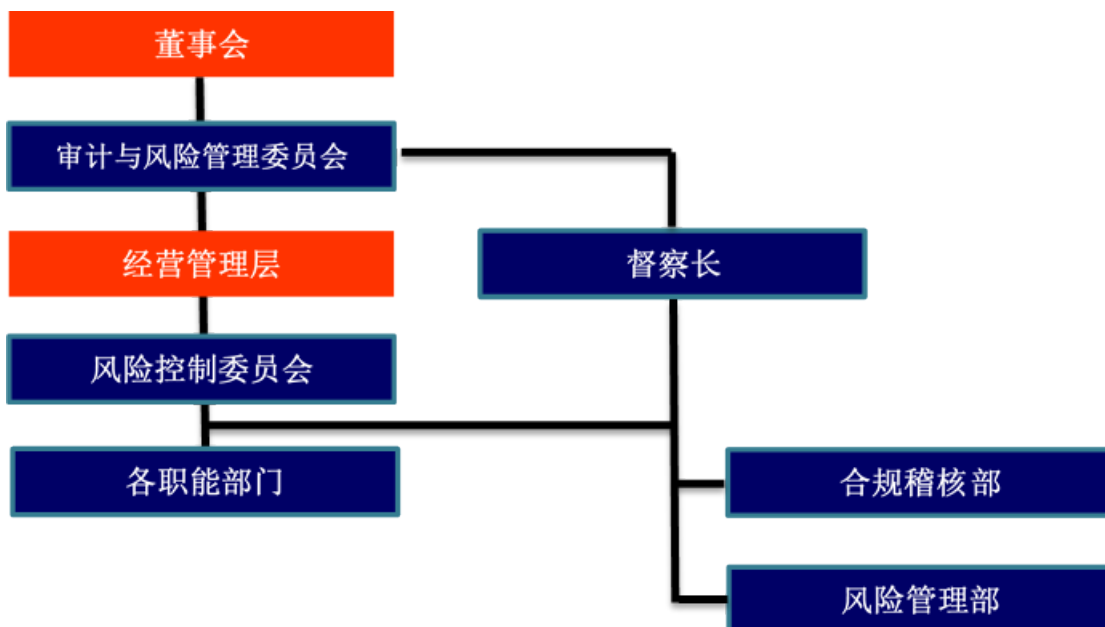 董事会
审计与风险管理委员会
经营管理层
督察长
风险控制委员会
各职能部门
合规稽核部
风险管理部